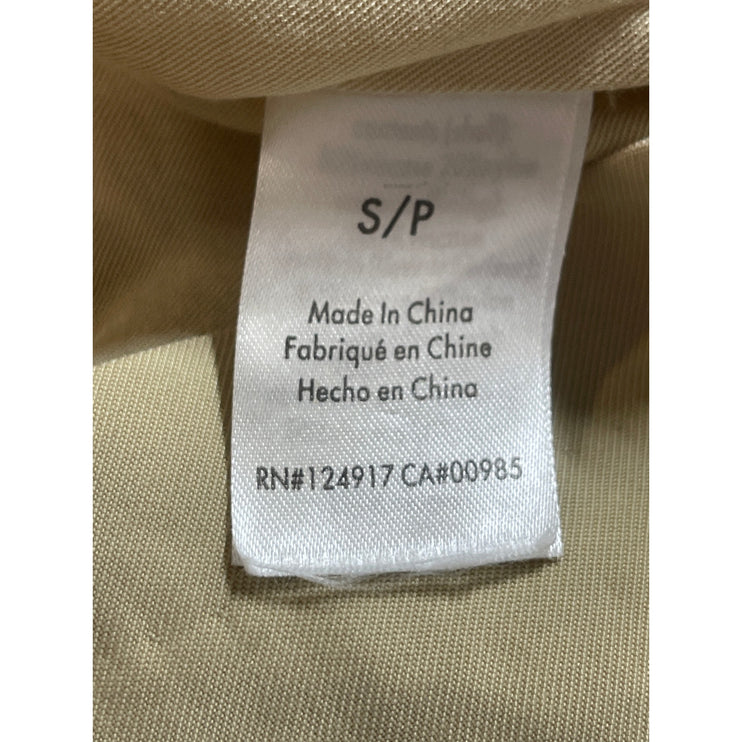 S/P
Made In China
Fabriqué en Chine
Hecho en China
RN#124917 CA#00985